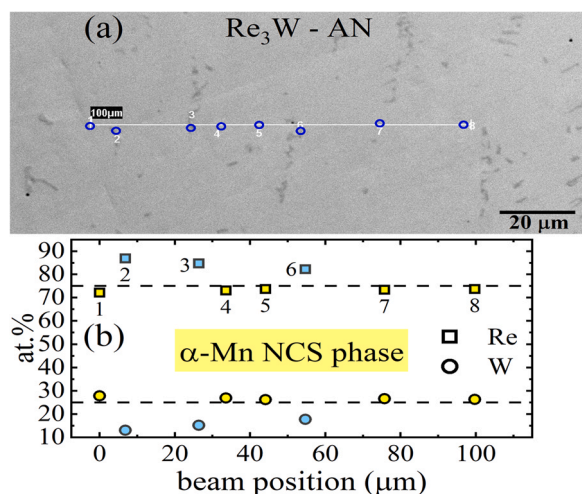 (a) Re₃W - AN
100μm
1 2 3 4 5 6 7 8
20 μm
90
80
2 3 6
70
1 4 5 7 8
60
50
40
30
20
10
at.%
(b) α-Mn NCS phase
Re
W
0 20 40 60 80 100
beam position (μm)